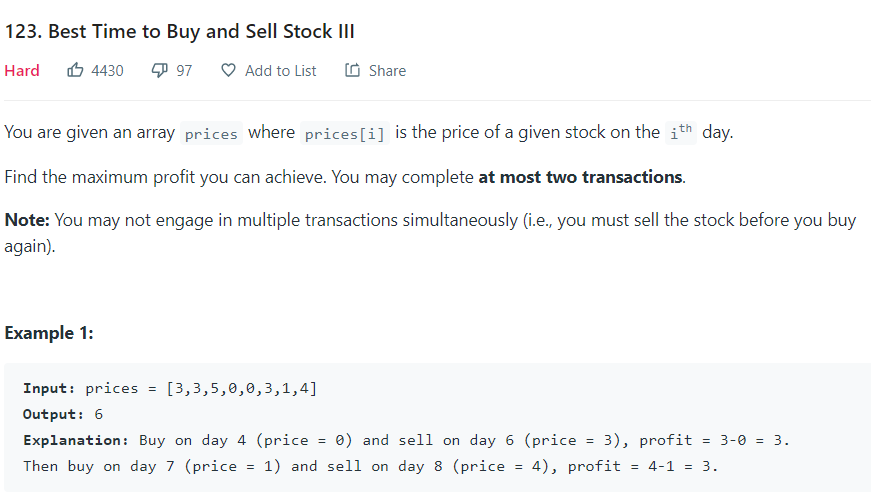 123. Best Time to Buy and Sell Stock III
Hard 4430 97 Add to List Share
You are given an array prices where prices[i] is the price of a given stock on the ith day.
Find the maximum profit you can achieve. You may complete at most two transactions.
Note: You may not engage in multiple transactions simultaneously (i.e., you must sell the stock before you buy
again).
Example 1:
Input: prices = [3,3,5,0,0,3,1,4]
Output: 6
Explanation: Buy on day 4 (price = 0) and sell on day 6 (price = 3), profit = 3-0 = 3.
Then buy on day 7 (price = 1) and sell on day 8 (price = 4), profit = 4-1 = 3.